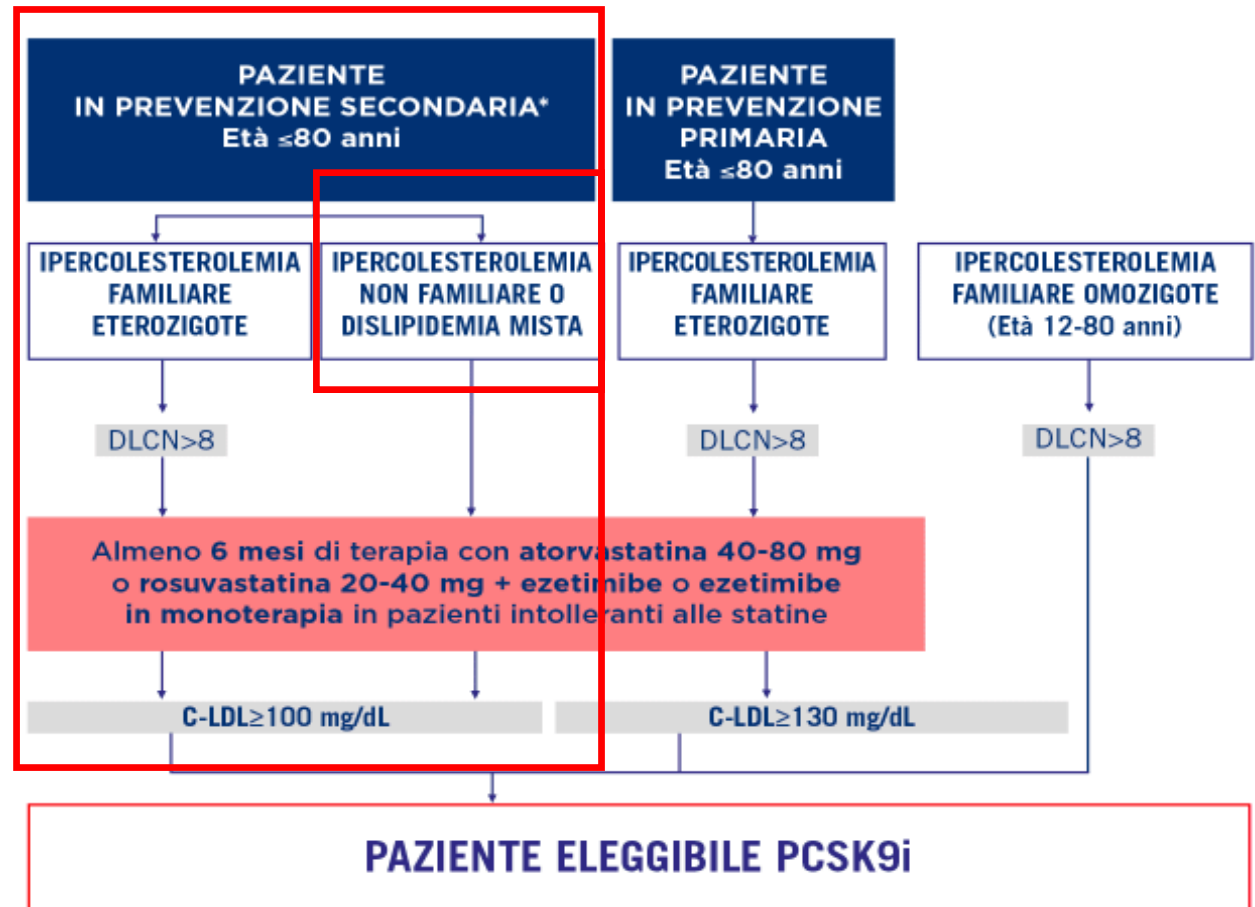 PAZIENTE
IN PREVENZIONE SECONDARIA*
Età ≤80 anni
PAZIENTE
IN PREVENZIONE
PRIMARIA
Età ≤80 anni
IPERCOLESTEROLEMIA
FAMILIARE
ETEROZIGOTE
IPERCOLESTEROLEMIA
NON FAMILIARE O
DISLIPIDEMIA MISTA
IPERCOLESTEROLEMIA
FAMILIARE
ETEROZIGOTE
IPERCOLESTEROLEMIA
FAMILIARE OMOZIGOTE
(Età 12-80 anni)
DLCN>8
DLCN>8
DLCN>8
Almeno 6 mesi di terapia con atorvastatina 40-80 mg
o rosuvastatina 20-40 mg + ezetimibe o ezetimibe
in monoterapia in pazienti intolleranti alle statine
C-LDL≥100 mg/dL
C-LDL≥130 mg/dL
PAZIENTE ELEGGIBILE PCSK9i